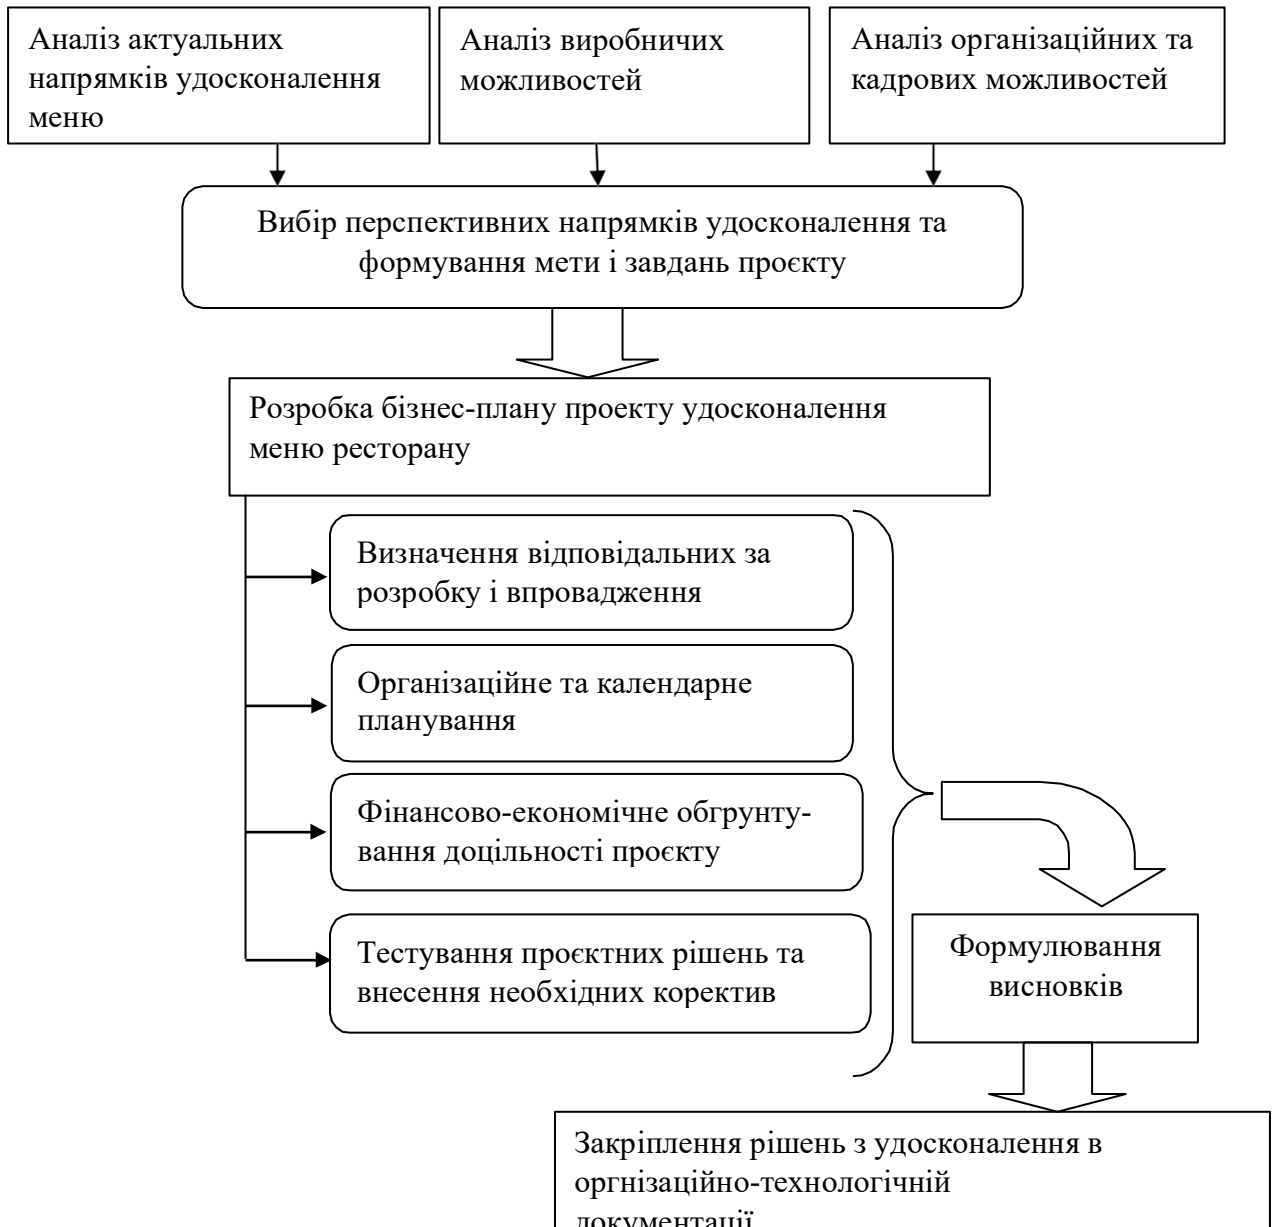 Аналіз актуальних
напрямків удосконалення
меню
Аналіз виробничих
можливостей
Аналіз організаційних та
кадрових можливостей
Вибір перспективних напрямків удосконалення та
формування мети і завдань проєкту
Розробка бізнес-плану проекту удосконалення
меню ресторану
Визначення відповідальних за
розробку і впровадження
Організаційне та календарне
планування
Фінансово-економічне обгрунту-
вання доцільності проєкту
Тестування проєктних рішень та
внесення необхідних коректив
Формулювання
висновків
Закріплення рішень з удосконалення в
оргнізаційно-технологічній
документації